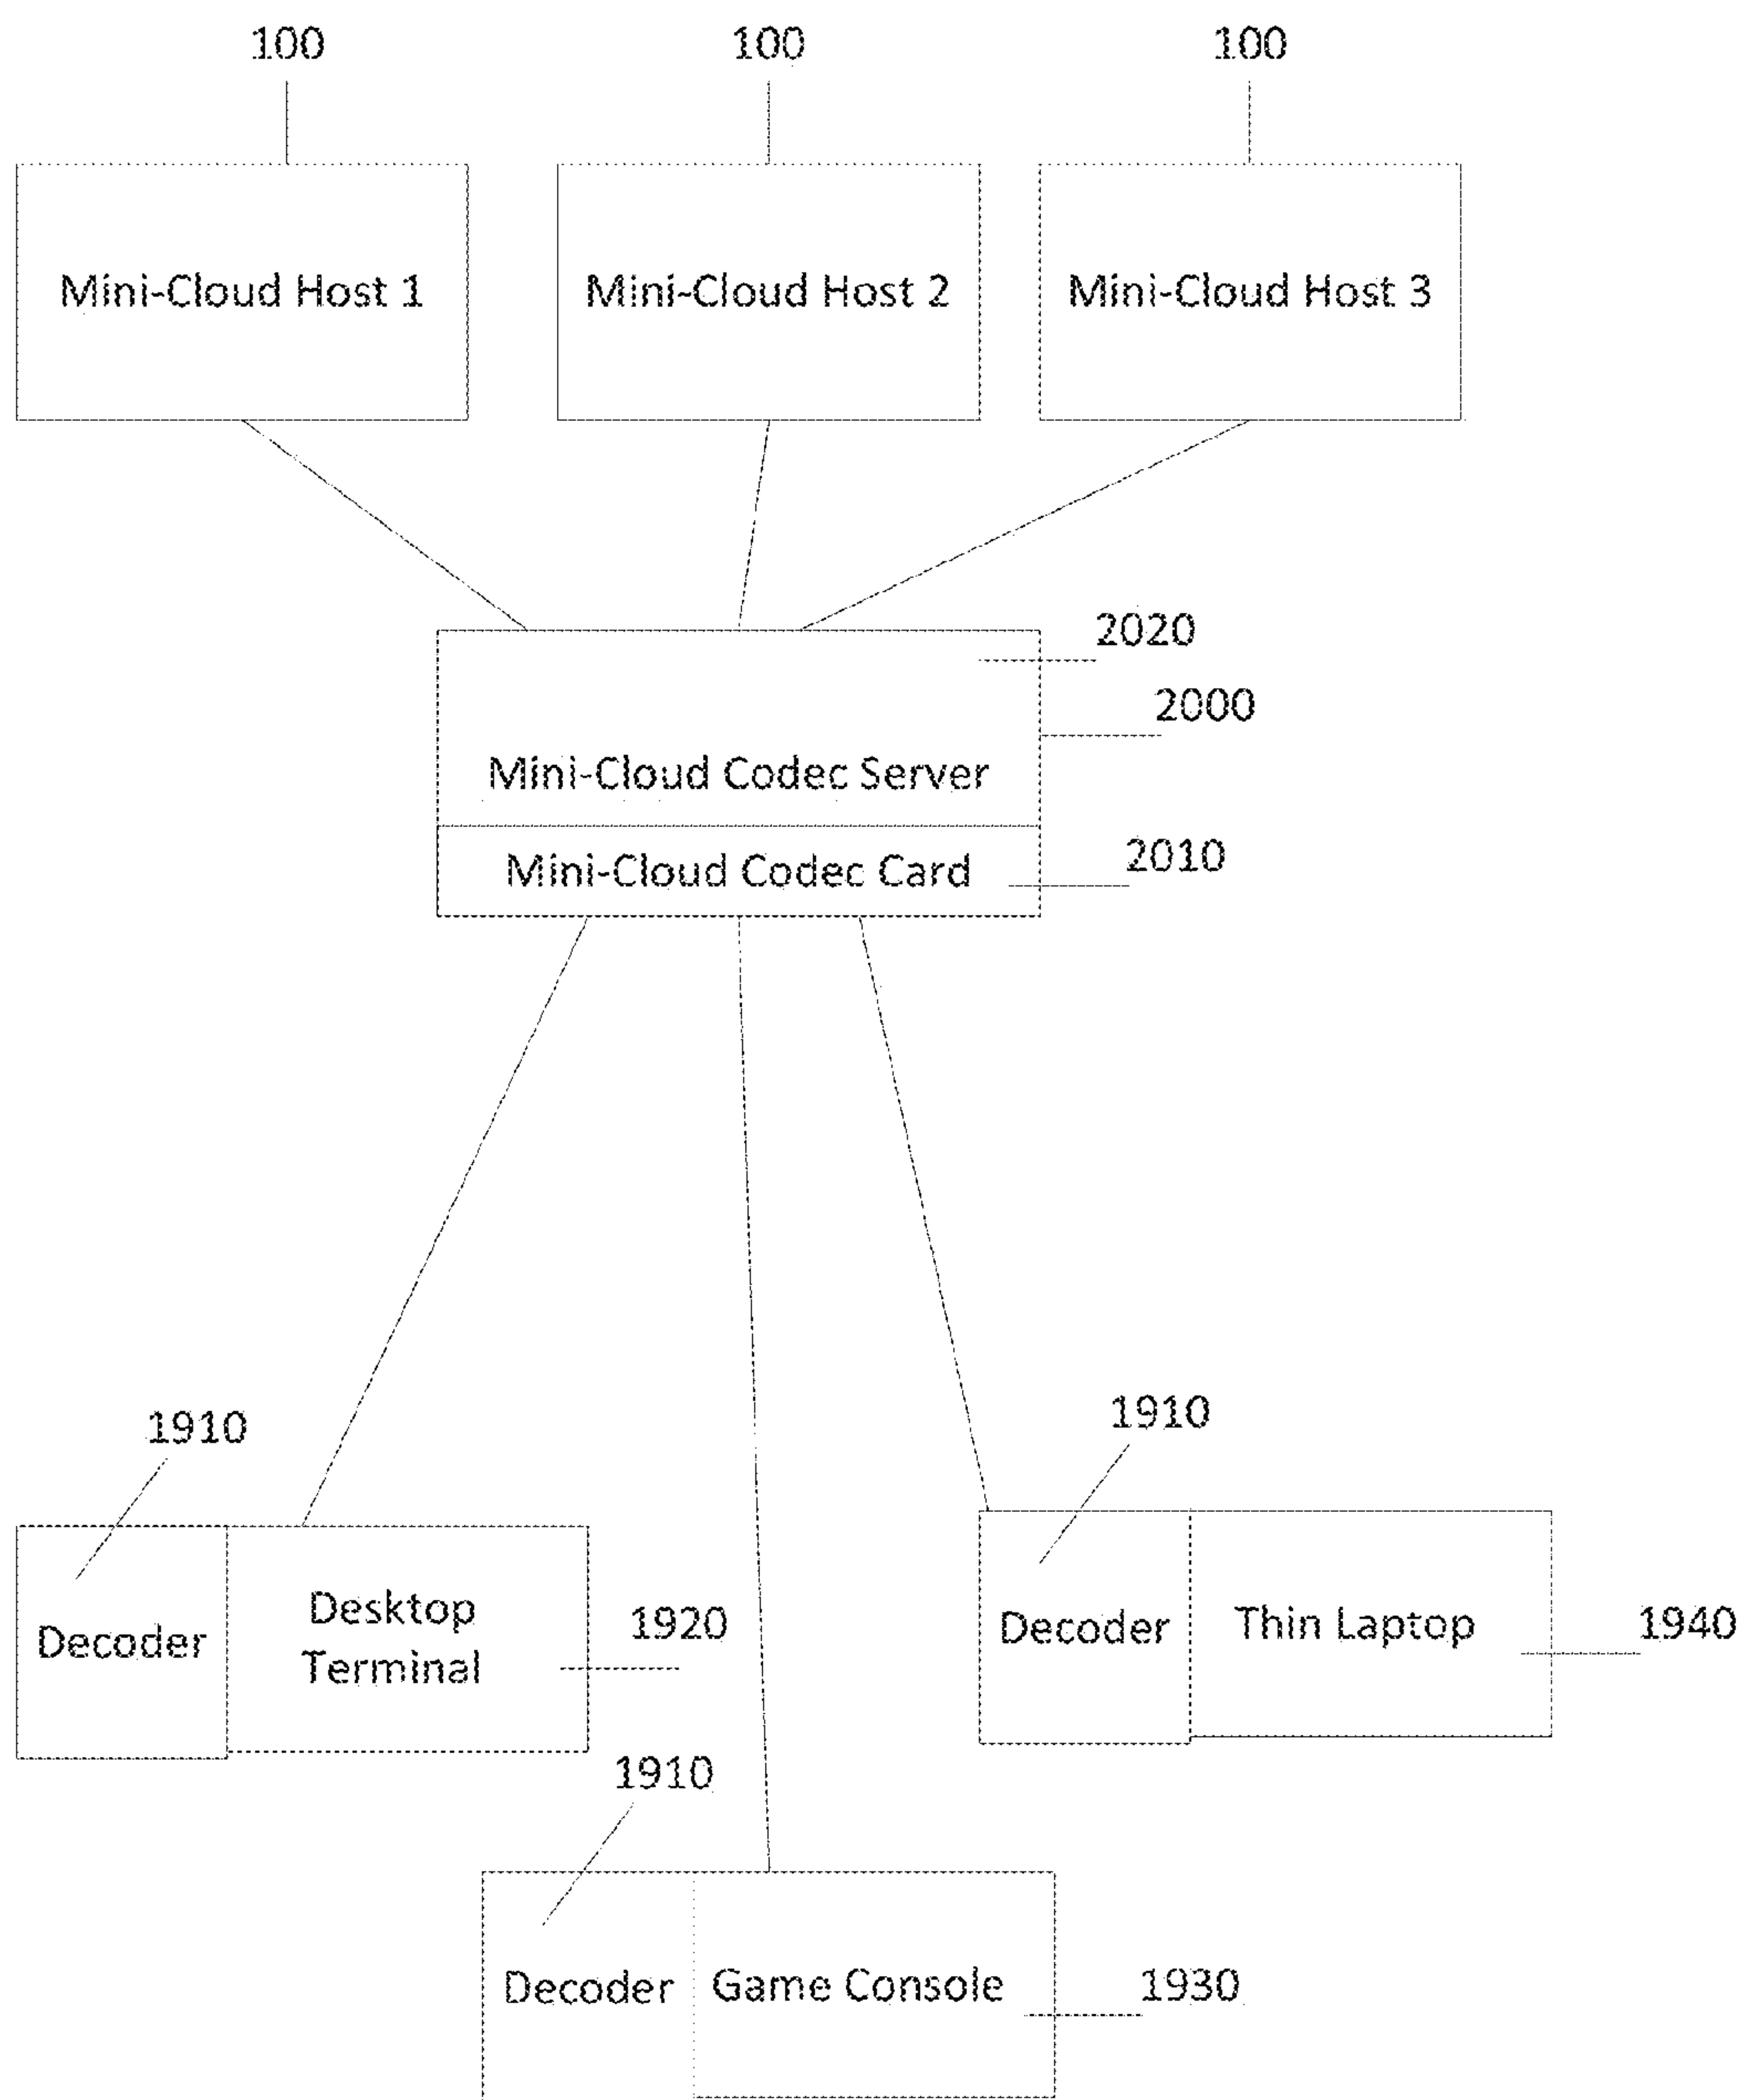 100
100
100
Mini-Cloud Host 1
Mini-Cloud Host 2
Mini-Cloud Host 3
2020
2000
Mini-Cloud Codec Server
Mini-Cloud Codec Card
2010
1910
1910
Decoder
Desktop
Terminal
1920
Decoder
Thin Laptop
1940
1910
Decoder
Game Console
1930